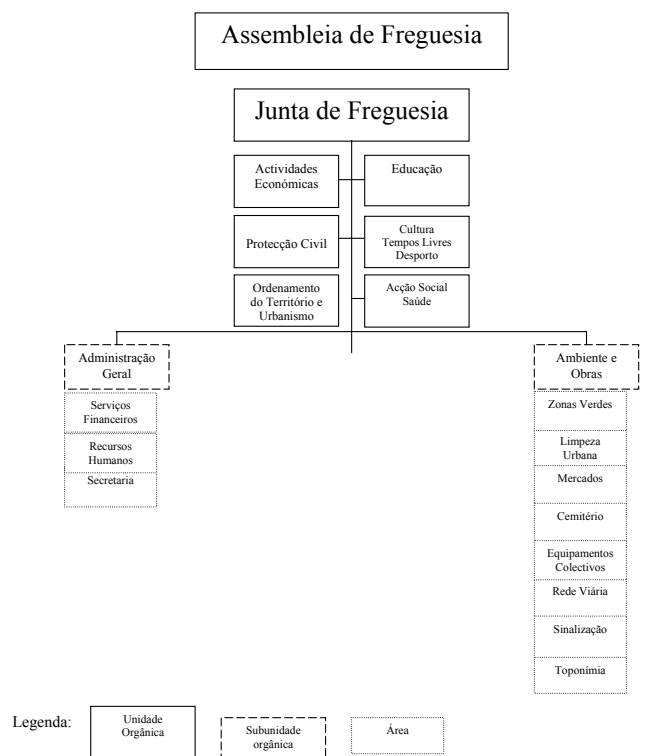 Assembleia de Freguesia
Junta de Freguesia
Actividades
Económicas
Educação
Protecção Civil
Cultura
Tempos Livres
Desporto
Ordenamento
do Território e
Urbanismo
Acção Social
Saúde
Administração
Geral
Serviços
Financeiros
Recursos
Humanos
Secretaria
Ambiente e
Obras
Zonas Verdes
Limpeza
Urbana
Mercados
Cemitério
Equipamentos
Colectivos
Rede Viária
Sinalização
Toponímia
Legenda:
Unidade
Orgânica
Subunidade
orgânica
Área